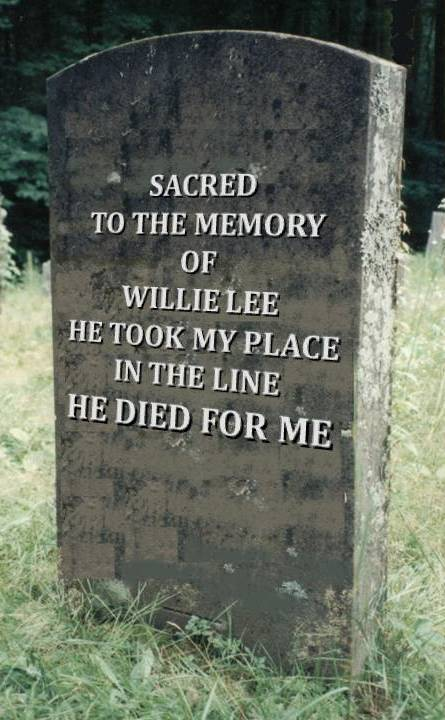 SACRED
TO THE MEMORY
OF
WILLIE LEE
HE TOOK MY PLACE
IN THE LINE
HE DIED FOR ME